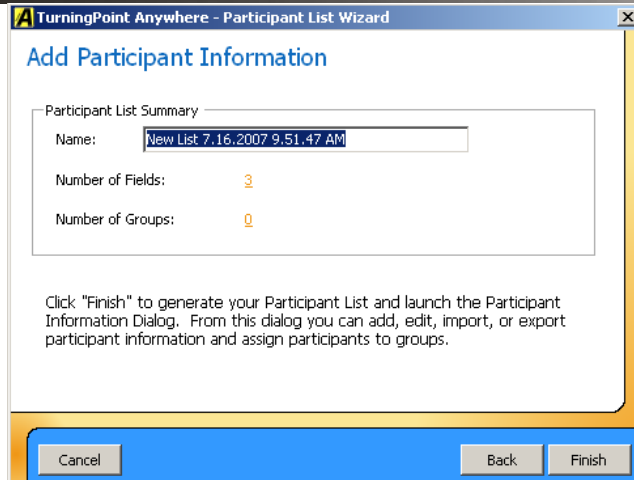 TurningPoint Anywhere - Participant List Wizard
Add Participant Information
Participant List Summary
Name: New List 7.16.2007 9.51.47 AM
Number of Fields: 3
Number of Groups: 0
Click "Finish" to generate your Participant List and launch the Participant
Information Dialog. From this dialog you can add, edit, import, or export
participant information and assign participants to groups.
Cancel Back Finish